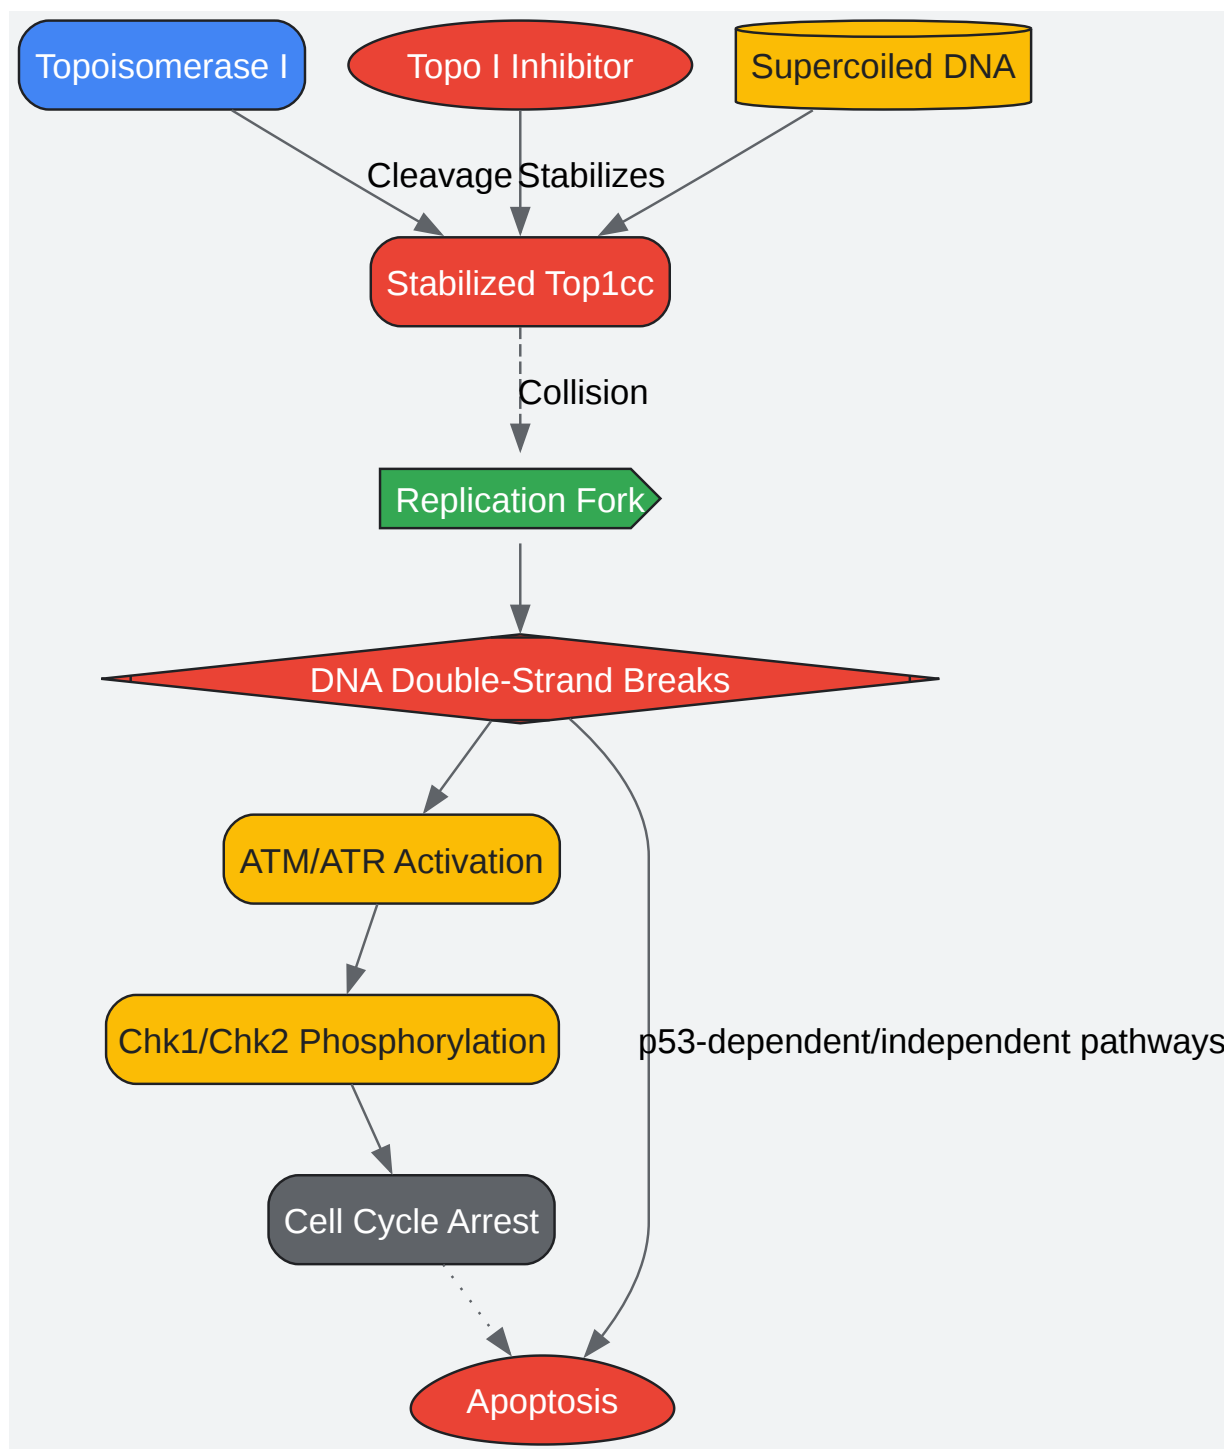 Topoisomerase I
Topo I Inhibitor
Supercoiled DNA
Cleavage
Stabilizes
Stabilized Top1cc
Collision
Replication Fork
DNA Double-Strand Breaks
ATM/ATR Activation
Chk1/Chk2 Phosphorylation
p53-dependent/independent pathways
Cell Cycle Arrest
Apoptosis